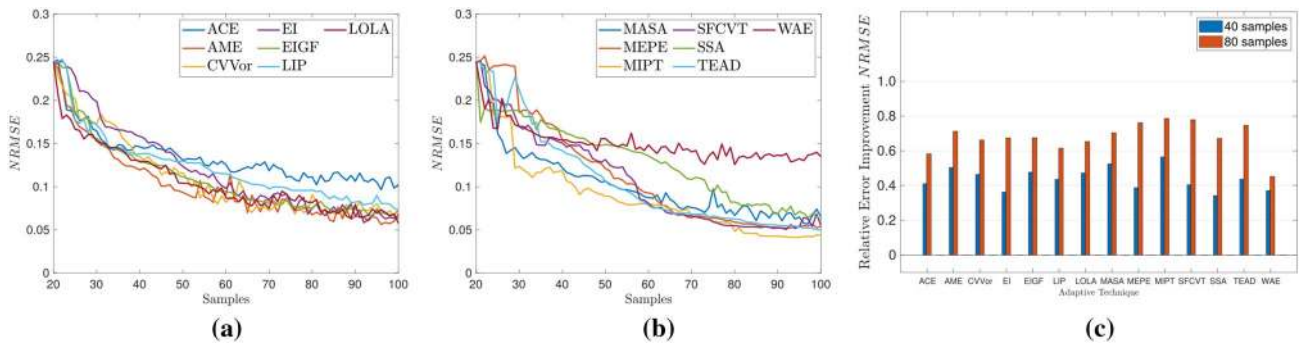 0.3
0.25
0.2
0.15
0.1
0.05
0
NRMSE
ACE EI LOLA
AME EIGF
CVVor LIP
20 30 40 50 60 70 80 90 100
Samples
(a)
0.3
0.25
0.2
0.15
0.1
0.05
0
NRMSE
MASA SFCVT WAE
MEPE SSA
MIPT TEAD
20 30 40 50 60 70 80 90 100
Samples
(b)
40 samples
80 samples
1.0
0.8
0.6
0.4
0.2
0
Relative Error Improvement NRMSE
ACE AME CVVor EI EIGF LIP LOLA MASA MEPE MIPT SFCVT SSA TEAD WAE
Adaptive Technique
(c)